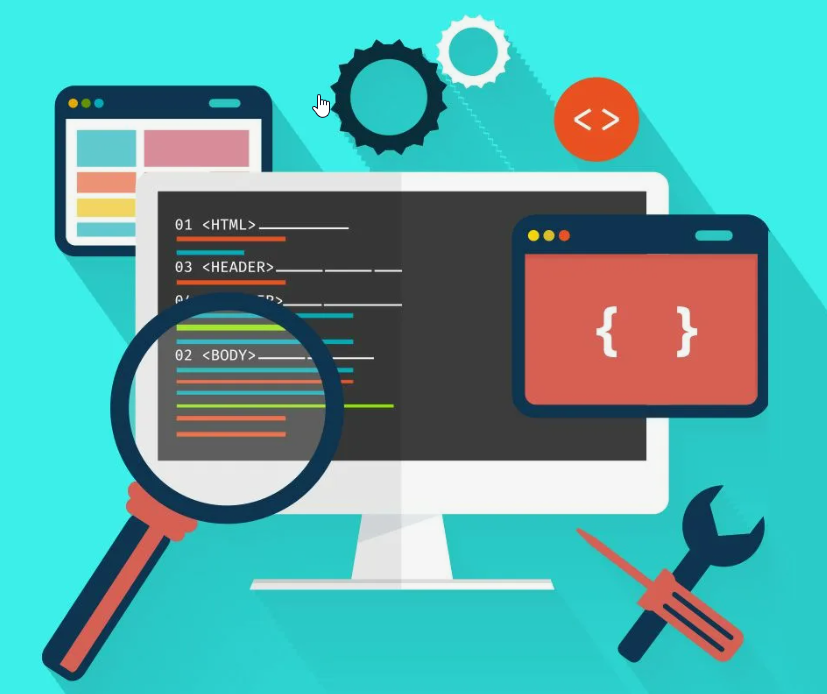 < >
01 <HTML>
03 <HEADER>
{ }
02 <BODY>